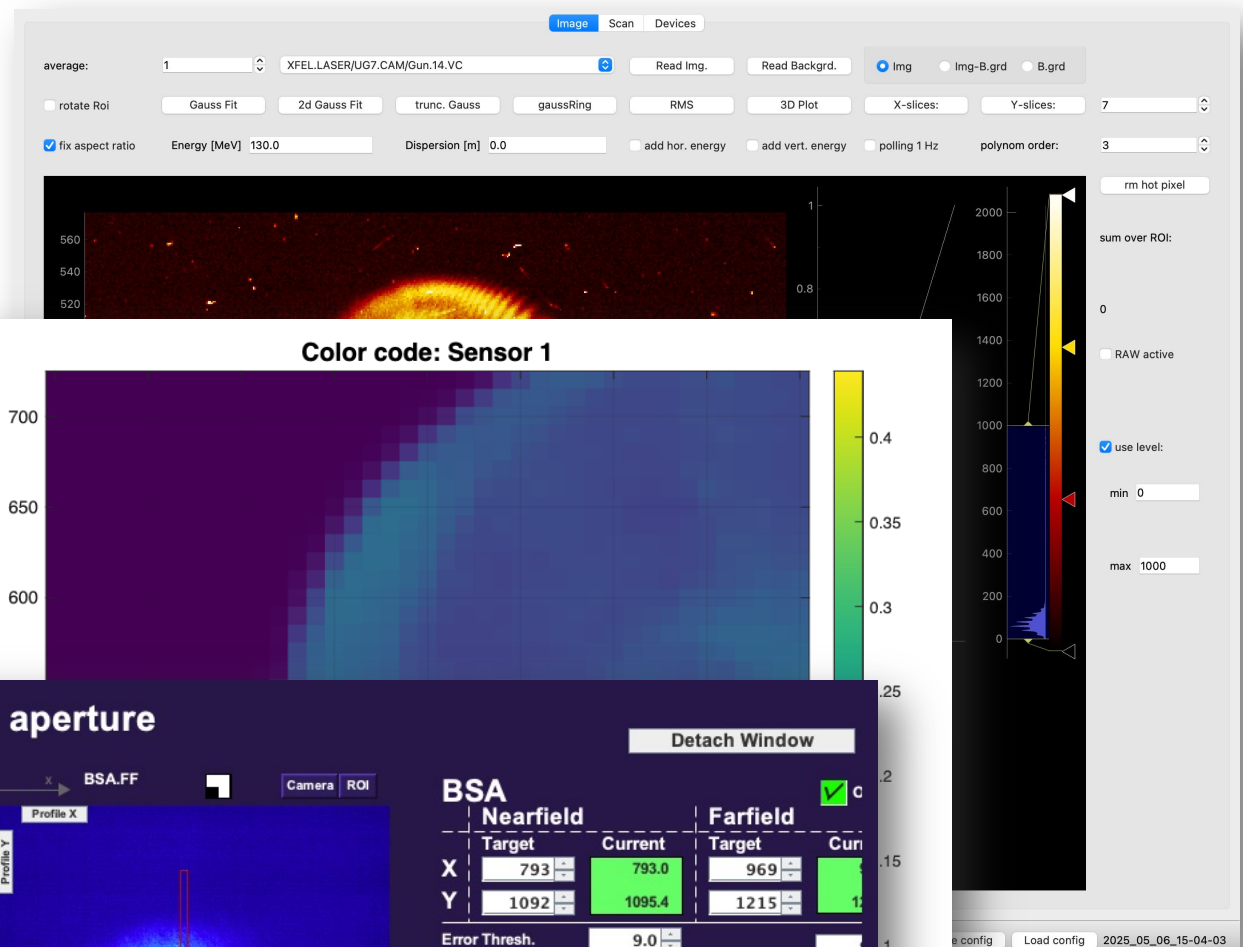 Image Scan Devices
average: 1 XFEL.LASER/UG7.CAM/Gun.14.VC Read Img. Read Backgrd. Img Img-B.grd B.grd
rotate Roi Gauss Fit 2d Gauss Fit trunc. Gauss gaussRing RMS 3D Plot X-slices: Y-slices: 7
fix aspect ratio Energy [MeV] 130.0 Dispersion [m] 0.0 add hor. energy add vert. energy polling 1 Hz polynom order: 3
rm hot pixel
560
540
520
1
0.8
2000
1800
1600
1400
1200
1000
800
600
400
200
0
sum over ROI:
0
RAW active
use level:
min 0
max 1000
Color code: Sensor 1
700
650
600
0.4
0.35
0.3
.25
.2
.15
.1
aperture
Detach Window
x BSA.FF Camera ROI
Profile X
Profile Y
BSA
Nearfield Farfield
Target Current Target
X 793 793.0 969
Y 1092 1095.4 1215
Error Thresh. 9.0
config Load config 2025_05_06_15-04-03